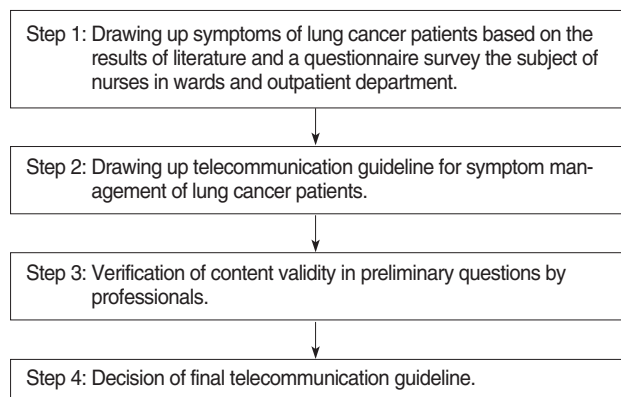 Step 1: Drawing up symptoms of lung cancer patients based on the
results of literature and a questionnaire survey the subject of
nurses in wards and outpatient department.
Step 2: Drawing up telecommunication guideline for symptom man-
agement of lung cancer patients.
Step 3: Verification of content validity in preliminary questions by
professionals.
Step 4: Decision of final telecommunication guideline.